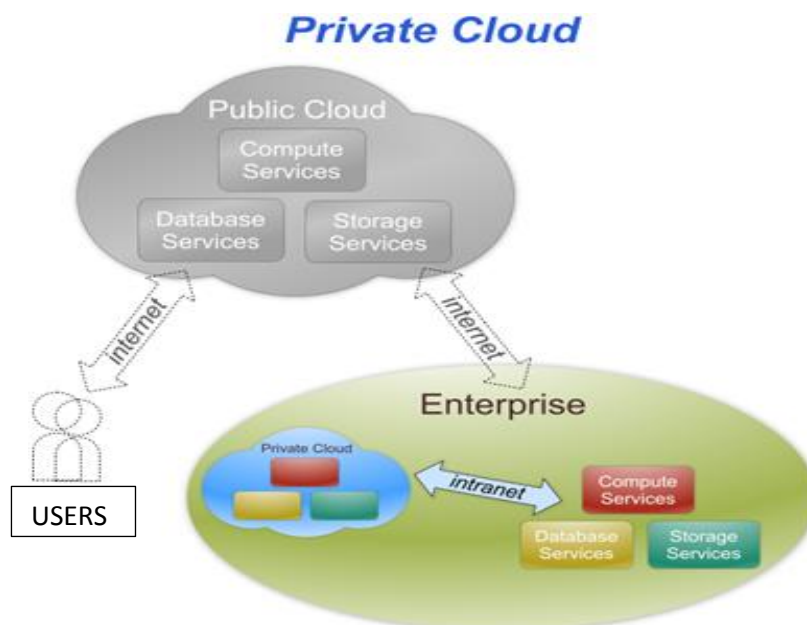 Private Cloud
Public Cloud
Compute
Services
Database
Services
Storage
Services
internet
internet
USERS
Enterprise
Private Cloud
intranet
Compute
Services
Database
Services
Storage
Services